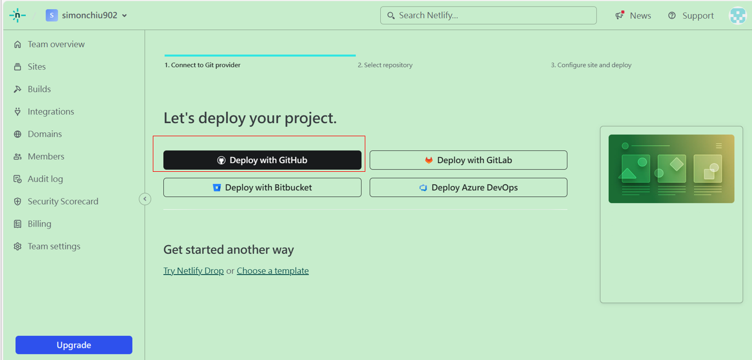 S simonchiu902
Search Netlify...
News
Support
Team overview
Sites
Builds
Integrations
Domains
Members
Audit log
Security Scorecard
Billing
Team settings
Upgrade
1. Connect to Git provider
2. Select repository
3. Configure site and deploy
Let's deploy your project.
Deploy with GitHub
Deploy with GitLab
Deploy with Bitbucket
Deploy Azure DevOps
Get started another way
Try Netlify Drop or Choose a template